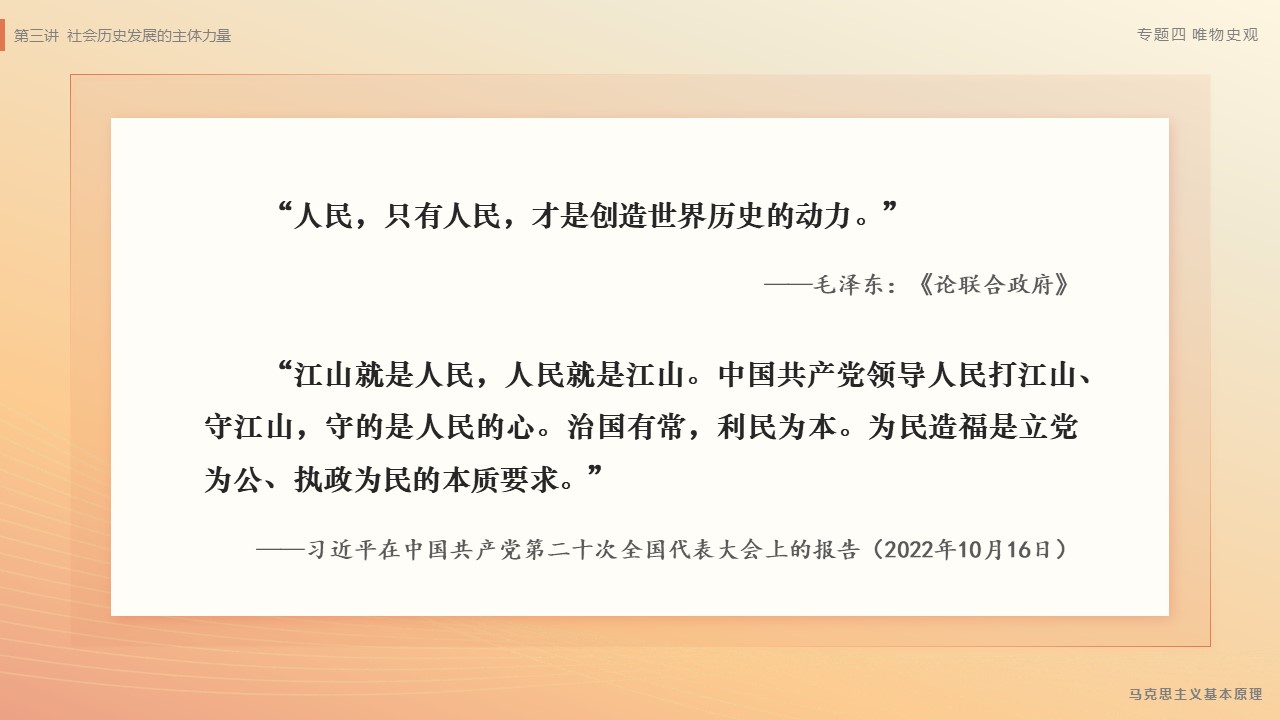 第三讲 社会历史发展的主体力量
专题四 唯物史观
“人民，只有人民，才是创造世界历史的动力。”
——毛泽东：《论联合政府》
“江山就是人民，人民就是江山。中国共产党领导人民打江山、
守江山，守的是人民的心。治国有常，利民为本。为民造福是立党
为公、执政为民的本质要求。”
——习近平在中国共产党第二十次全国代表大会上的报告（2022年10月16日）
马克思主义基本原理